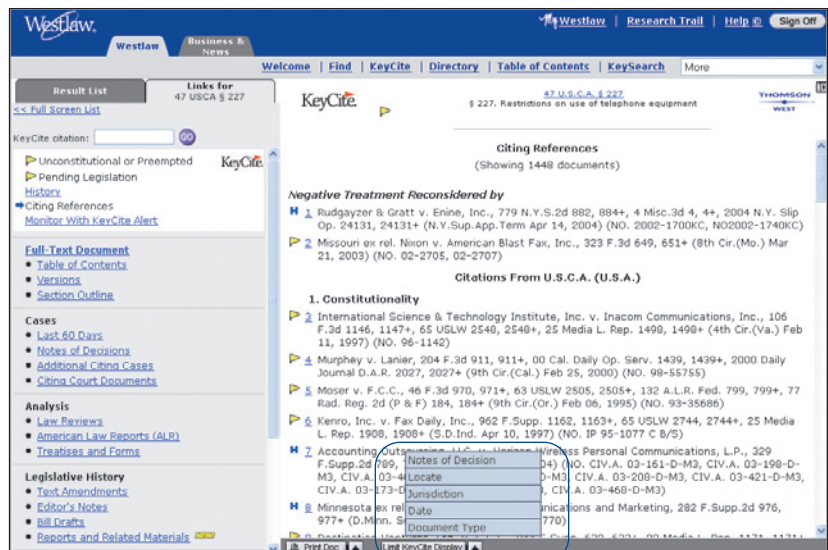 Westlaw.
Westlaw
Business &
News
Westlaw | Research Trail | Help
Sign Off
Welcome | Find | KeyCite | Directory | Table of Contents | KeySearch
More
Result List
Links for
47 USCA § 227
<< Full Screen List
KeyCite citation:
GO
Unconstitutional or Preempted
KeyCite.
Pending Legislation
History
Citing References
Monitor With KeyCite Alert
Full-Text Document
• Table of Contents
• Versions
• Section Outline
Cases
• Last 60 Days
• Notes of Decisions
• Additional Citing Cases
• Citing Court Documents
Analysis
• Law Reviews
• American Law Reports (ALR)
• Treatises and Forms
Legislative History
• Text Amendments
• Editor's Notes
• Bill Drafts
• Reports and Related Materials
KeyCite.
47 U.S.C.A. § 227
§ 227. Restrictions on use of telephone equipment
THOMSON
WEST
Citing References
(Showing 1448 documents)
Negative Treatment Reconsidered by
H 1 Rudgayzer & Gratt v. Enine, Inc., 779 N.Y.S.2d 882, 884+, 4 Misc.3d 4, 4+, 2004 N.Y. Slip
Op. 24131, 24131+ (N.Y.Sup.App.Term Apr 14, 2004) (NO. 2002-1700KC, NO2002-1740KC)
2 Missouri ex rel. Nixon v. American Blast Fax, Inc., 323 F.3d 649, 651+ (8th Cir.(Mo.) Mar
21, 2003) (NO. 02-2705, 02-2707)
Citations From U.S.C.A. (U.S.A.)
1. Constitutionality
3 International Science & Technology Institute, Inc. v. Inacom Communications, Inc., 106
F.3d 1146, 1147+, 65 USLW 2548, 2548+, 25 Media L. Rep. 1498, 1498+ (4th Cir.(Va.) Feb
11, 1997) (NO. 96-1142)
4 Murphey v. Lanier, 204 F.3d 911, 911+, 00 Cal. Daily Op. Serv. 1439, 1439+, 2000 Daily
Journal D.A.R. 2027, 2027+ (9th Cir.(Cal.) Feb 25, 2000) (NO. 98-55755)
5 Moser v. F.C.C., 46 F.3d 970, 971+, 63 USLW 2505, 2505+, 132 A.L.R. Fed. 799, 799+, 77
Rad. Reg. 2d (P & F) 184, 184+ (9th Cir.(Or.) Feb 06, 1995) (NO. 93-35686)
6 Kenro, Inc. v. Fax Daily, Inc., 962 F.Supp. 1162, 1163+, 65 USLW 2744, 2744+, 25 Media
L. Rep. 1908, 1908+ (S.D.Ind. Apr 10, 1997) (NO. IP 95-1077 C B/S)
H 7 Accounting Outsourcing, LLC. v. Verizon Wireless Personal Communications, L.P., 329
F.Supp.2d 789, 04) (NO. CIV.A. 03-161-D-M3, CIV.A. 03-190-D-
M3, CIV.A. 03-4 D-M3, CIV.A. 03-208-D-M3, CIV.A. 03-421-D-M3,
CIV.A. 03-173-D , CIV.A. 03-468-D-M3)
H 8 Minnesota ex rel ications and Marketing, 282 F.Supp.2d 976,
977+ (D.Minn. S 770)
Notes of Decision
Locate
Jurisdiction
Date
Document Type
Print Doc
Limit KeyCite Display